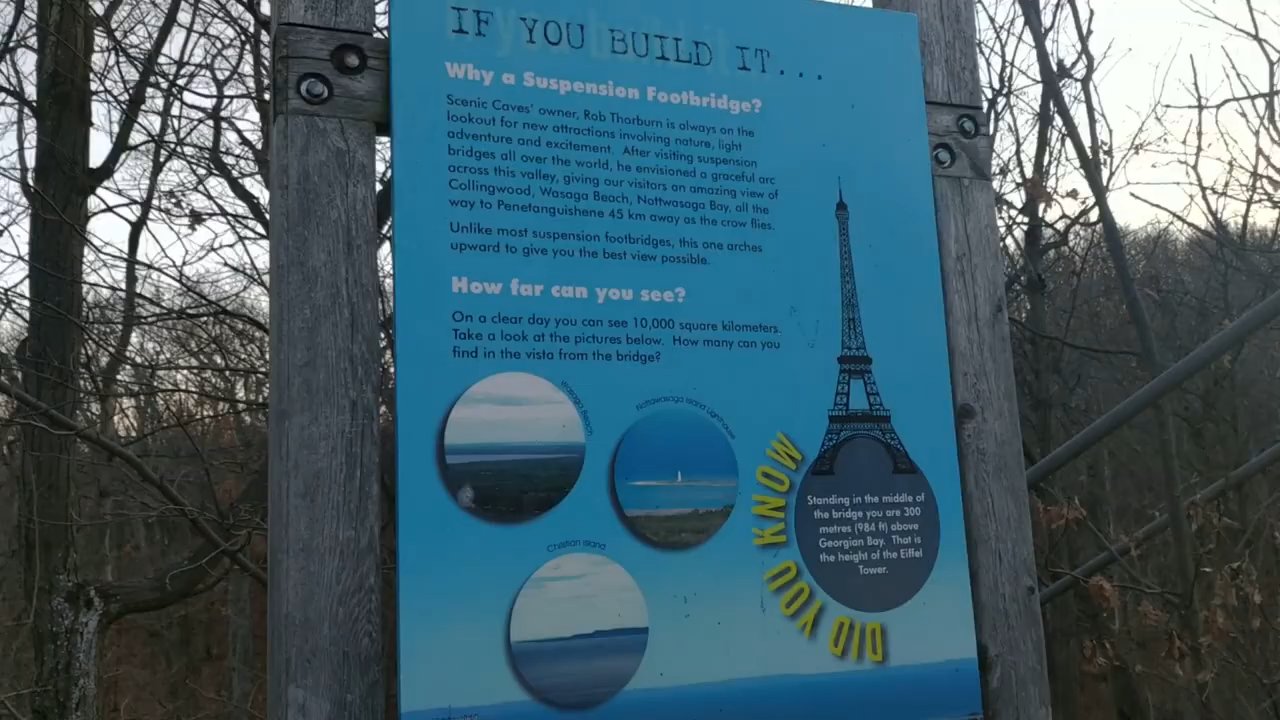 IF YOU BUILD IT...
Why a Suspension Footbridge?
Scenic Caves' owner, Rob Thorburn is always on the
lookout for new attractions involving nature, light
adventure and excitement. After visiting suspension
bridges all over the world, he envisioned a graceful arc
across this valley, giving our visitors an amazing view of
Collingwood, Wasaga Beach, Nottwasaga Bay, all the
way to Penetanguishene 45 km away as the crow flies.
Unlike most suspension footbridges, this one arches
upward to give you the best view possible.
How far can you see?
On a clear day you can see 10,000 square kilometers.
Take a look at the pictures below. How many can you
find in the vista from the bridge?
Wasaga Beach
Nottawasaga Island Lighthouse
Christian Island
DID YOU KNOW
Standing in the middle of
the bridge you are 300
metres (984 ft) above
Georgian Bay. That is
the height of the Eiffel
Tower.